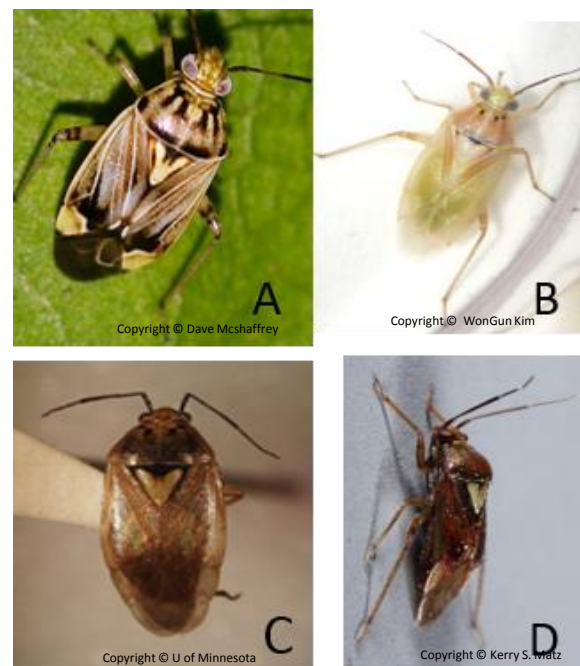 A
Copyright © Dave Mcshaffrey
B
Copyright © WonGun Kim
C
Copyright © U of Minnesota
D
Copyright © Kerry S. Matz